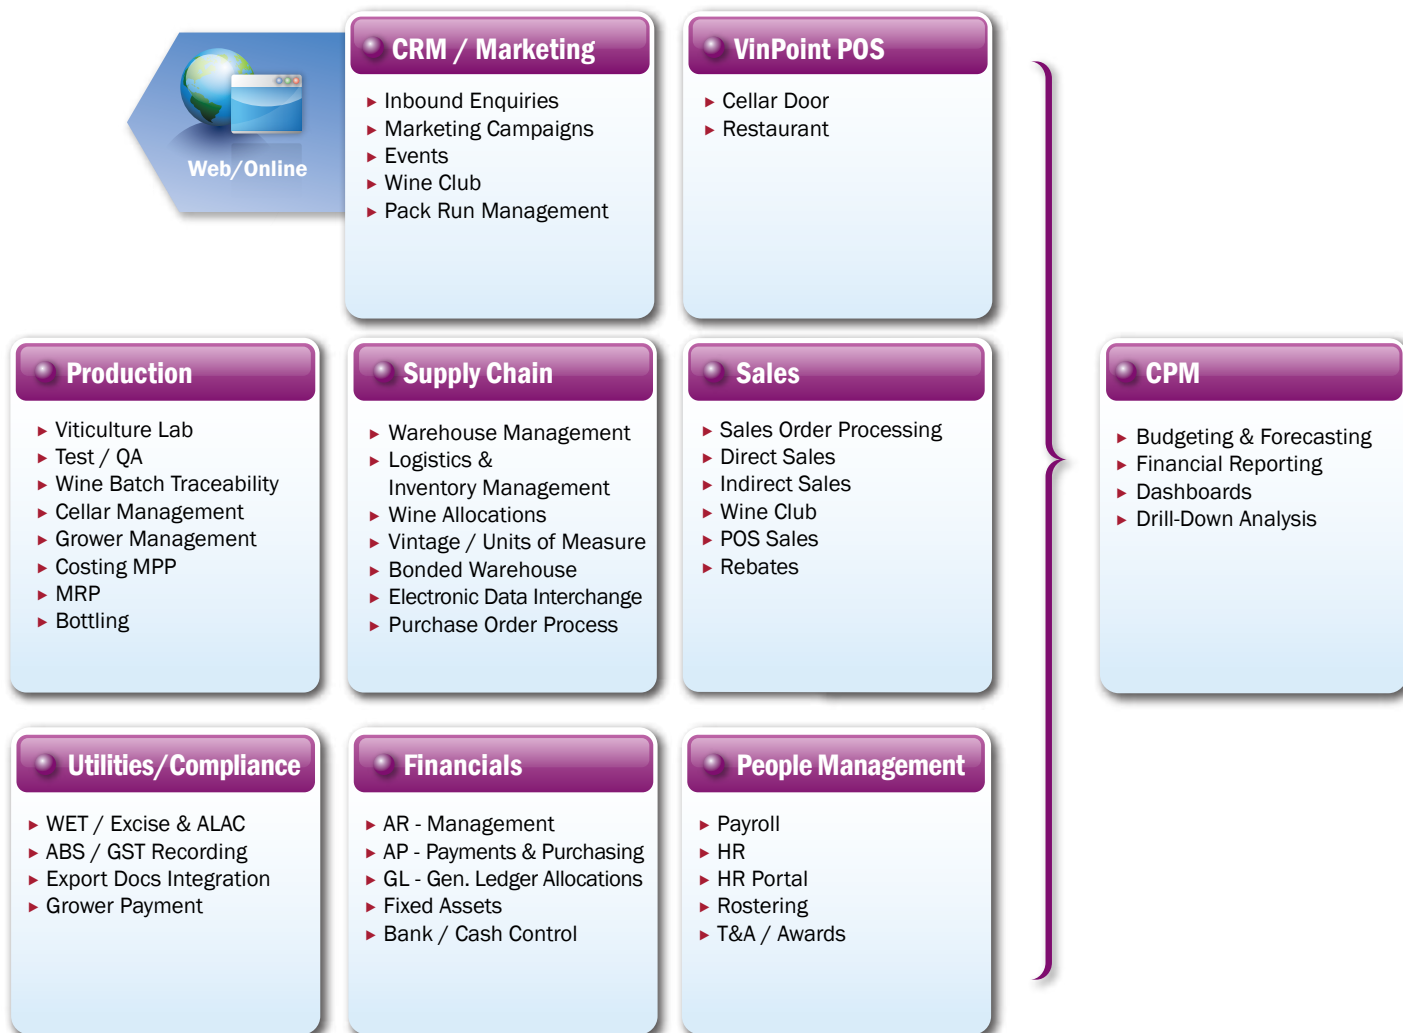 Web/Online
CRM / Marketing
Inbound Enquiries
Marketing Campaigns
Events
Wine Club
Pack Run Management
VinPoint POS
Cellar Door
Restaurant
Production
Viticulture Lab
Test / QA
Wine Batch Traceability
Cellar Management
Grower Management
Costing MPP
MRP
Bottling
Supply Chain
Warehouse Management
Logistics &
Inventory Management
Wine Allocations
Vintage / Units of Measure
Bonded Warehouse
Electronic Data Interchange
Purchase Order Process
Sales
Sales Order Processing
Direct Sales
Indirect Sales
Wine Club
POS Sales
Rebates
CPM
Budgeting & Forecasting
Financial Reporting
Dashboards
Drill-Down Analysis
Utilities/Compliance
WET / Excise & ALAC
ABS / GST Recording
Export Docs Integration
Grower Payment
Financials
AR - Management
AP - Payments & Purchasing
GL - Gen. Ledger Allocations
Fixed Assets
Bank / Cash Control
People Management
Payroll
HR
HR Portal
Rostering
T&A / Awards